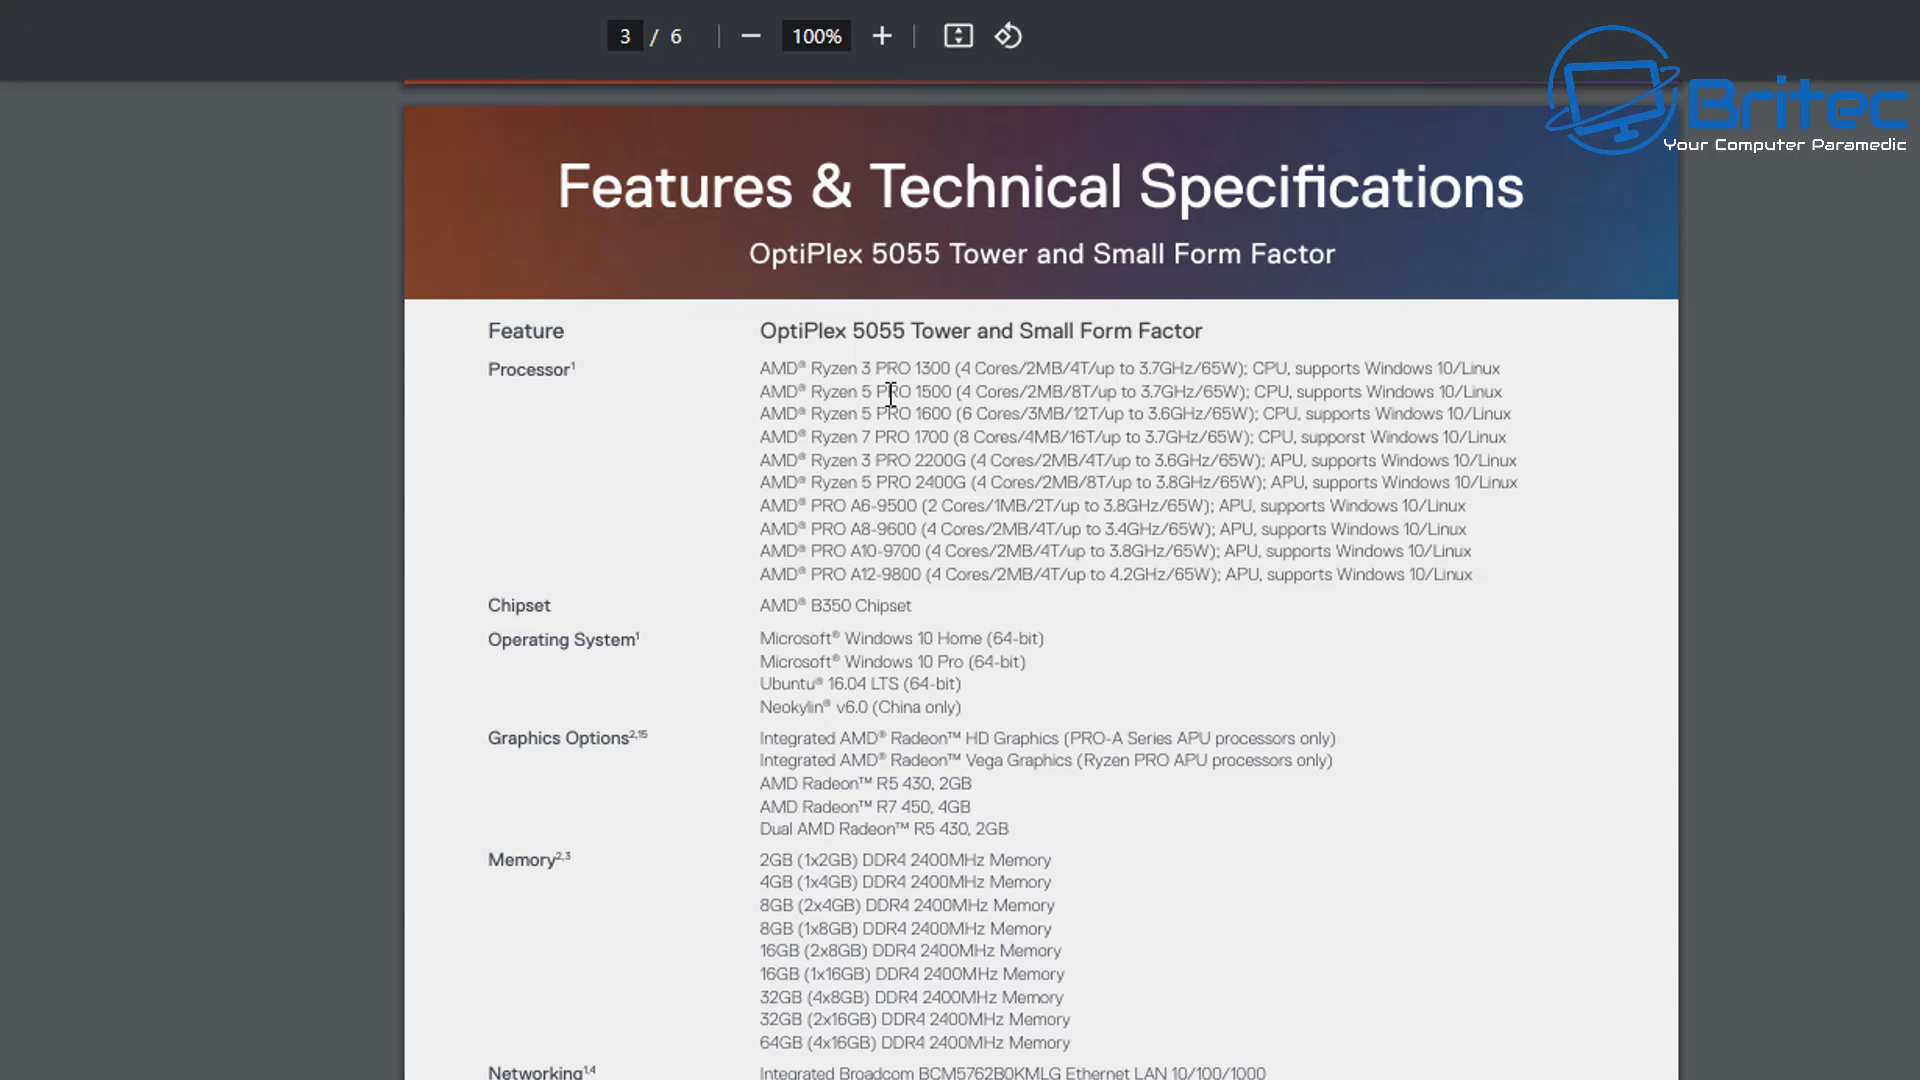 3 / 6 100%
Britec
Your Computer Paramedic
Features & Technical Specifications
OptiPlex 5055 Tower and Small Form Factor
Feature OptiPlex 5055 Tower and Small Form Factor
Processor1 AMD® Ryzen 3 PRO 1300 (4 Cores/2MB/4T/up to 3.7GHz/65W); CPU, supports Windows 10/Linux
AMD® Ryzen 5 PRO 1500 (4 Cores/2MB/8T/up to 3.7GHz/65W); CPU, supports Windows 10/Linux
AMD® Ryzen 5 PRO 1600 (6 Cores/3MB/12T/up to 3.6GHz/65W); CPU, supports Windows 10/Linux
AMD® Ryzen 7 PRO 1700 (8 Cores/4MB/16T/up to 3.7GHz/65W); CPU, supporst Windows 10/Linux
AMD® Ryzen 3 PRO 2200G (4 Cores/2MB/4T/up to 3.6GHz/65W); APU, supports Windows 10/Linux
AMD® Ryzen 5 PRO 2400G (4 Cores/2MB/8T/up to 3.8GHz/65W); APU, supports Windows 10/Linux
AMD® PRO A6-9500 (2 Cores/1MB/2T/up to 3.8GHz/65W); APU, supports Windows 10/Linux
AMD® PRO A8-9600 (4 Cores/2MB/4T/up to 3.4GHz/65W); APU, supports Windows 10/Linux
AMD® PRO A10-9700 (4 Cores/2MB/4T/up to 3.8GHz/65W); APU, supports Windows 10/Linux
AMD® PRO A12-9800 (4 Cores/2MB/4T/up to 4.2GHz/65W); APU, supports Windows 10/Linux
Chipset AMD® B350 Chipset
Operating System1 Microsoft® Windows 10 Home (64-bit)
Microsoft® Windows 10 Pro (64-bit)
Ubuntu® 16.04 LTS (64-bit)
Neokylin® v6.0 (China only)
Graphics Options2,15 Integrated AMD® Radeon™ HD Graphics (PRO-A Series APU processors only)
Integrated AMD® Radeon™ Vega Graphics (Ryzen PRO APU processors only)
AMD Radeon™ R5 430, 2GB
AMD Radeon™ R7 450, 4GB
Dual AMD Radeon™ R5 430, 2GB
Memory2,3 2GB (1x2GB) DDR4 2400MHz Memory
4GB (1x4GB) DDR4 2400MHz Memory
8GB (2x4GB) DDR4 2400MHz Memory
8GB (1x8GB) DDR4 2400MHz Memory
16GB (2x8GB) DDR4 2400MHz Memory
16GB (1x16GB) DDR4 2400MHz Memory
32GB (4x8GB) DDR4 2400MHz Memory
32GB (2x16GB) DDR4 2400MHz Memory
64GB (4x16GB) DDR4 2400MHz Memory
Networking1,4 Integrated Broadcom BCM5762B0KMLG Ethernet LAN 10/100/1000